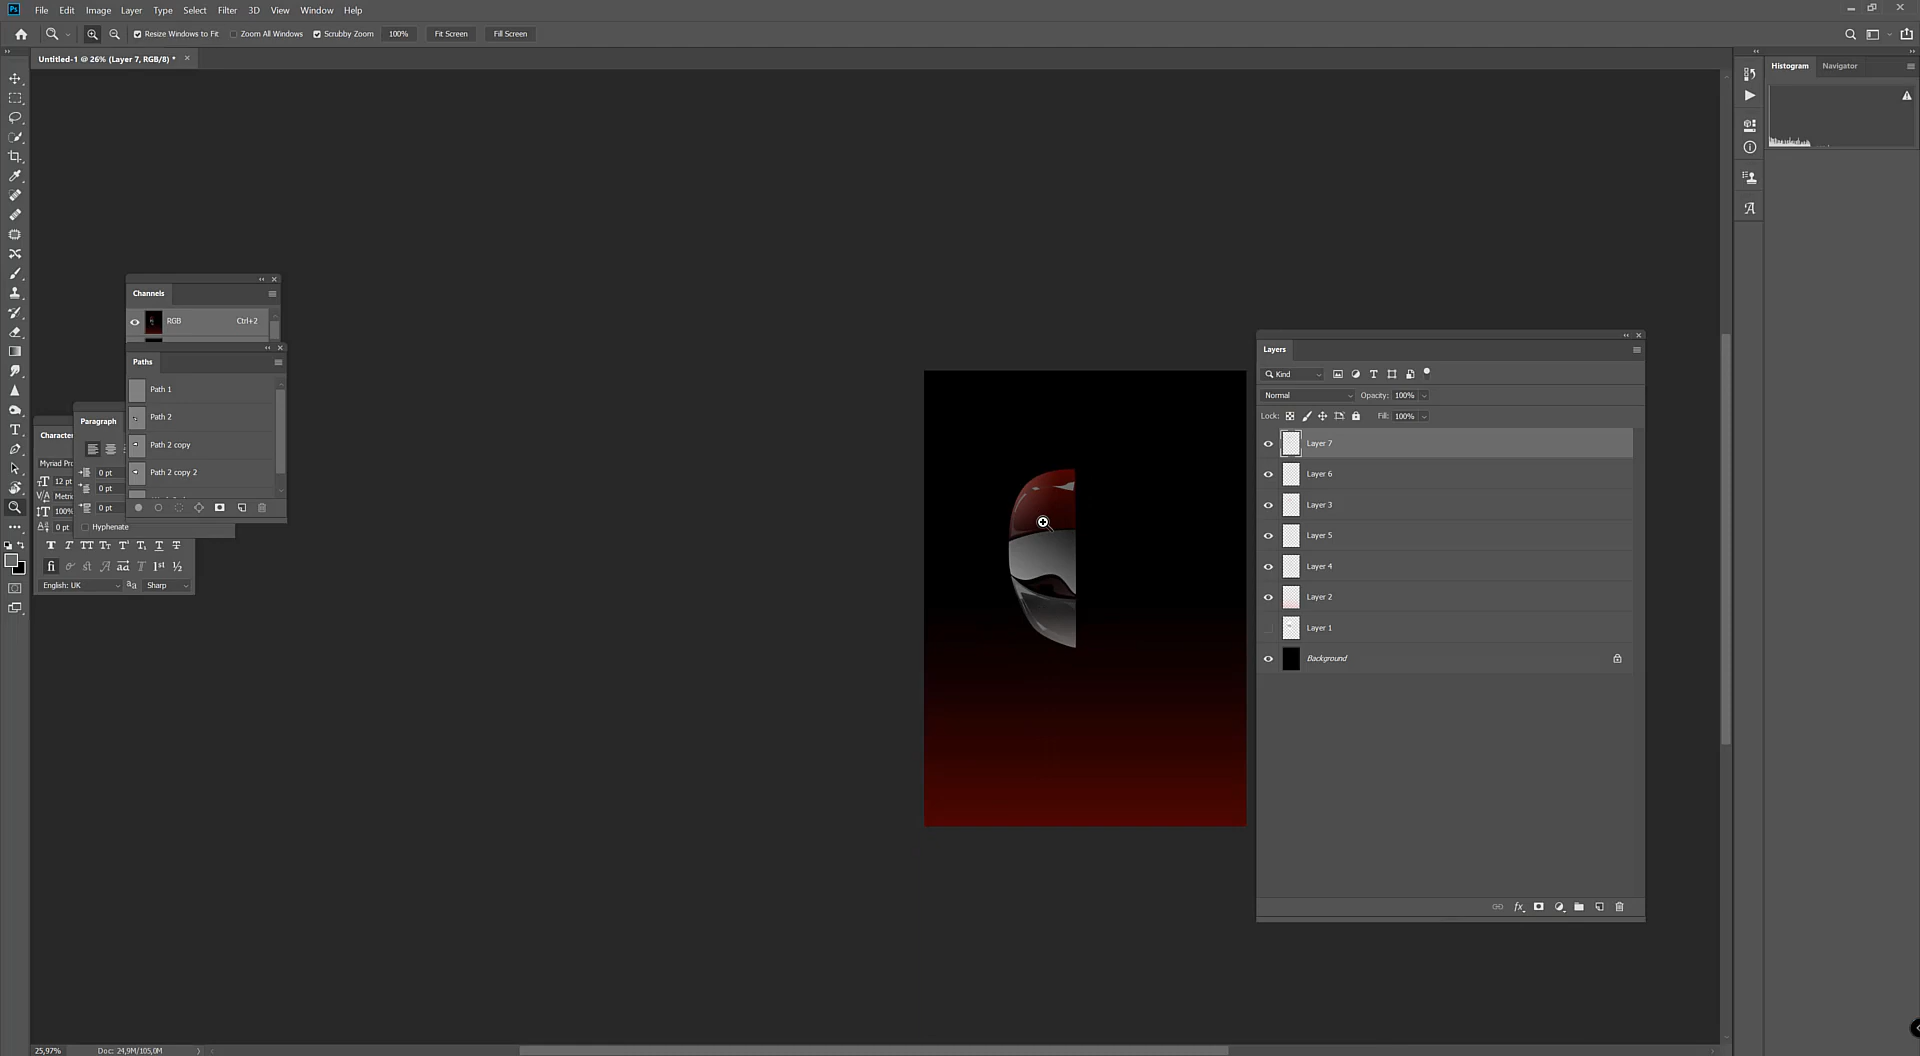 Ps File Edit Image Layer Type Select Filter 3D View Window Help
Resize Windows to Fit Zoom All Windows Scrubby Zoom 100% Fit Screen Fill Screen
Untitled-1 @ 26% (Layer 7, RGB/8) *
Histogram Navigator
Channels
RGB Ctrl+2
Paths
Path 1
Path 2
Path 2 copy
Path 2 copy 2
Paragraph
0 pt
0 pt
0 pt
Hyphenate
Character
Myriad Pro
12 pt
Metric
100%
0 pt
English: UK aa Sharp
Layers
Kind
Normal Opacity: 100%
Lock: Fill: 100%
Layer 7
Layer 6
Layer 3
Layer 5
Layer 4
Layer 2
Layer 1
Background
25,97% Doc: 24,9M/105,0M